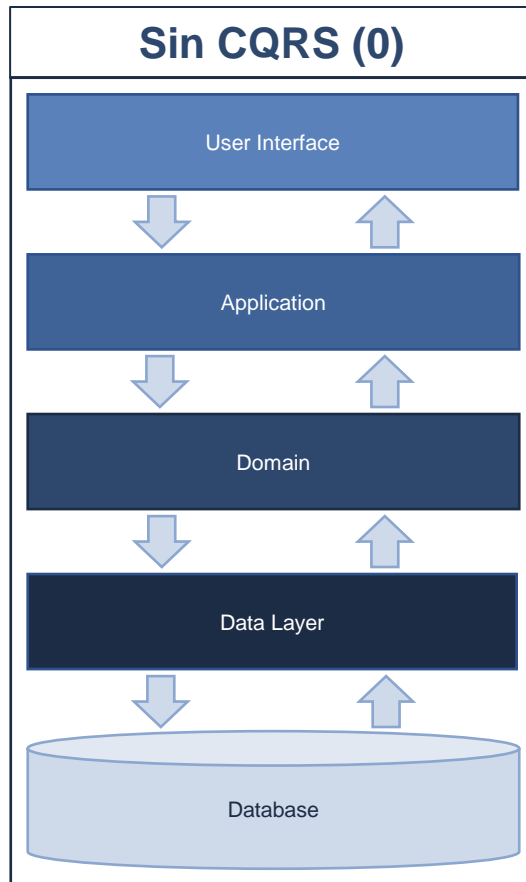 Sin CQRS (0)
User Interface
Application
Domain
Data Layer
Database